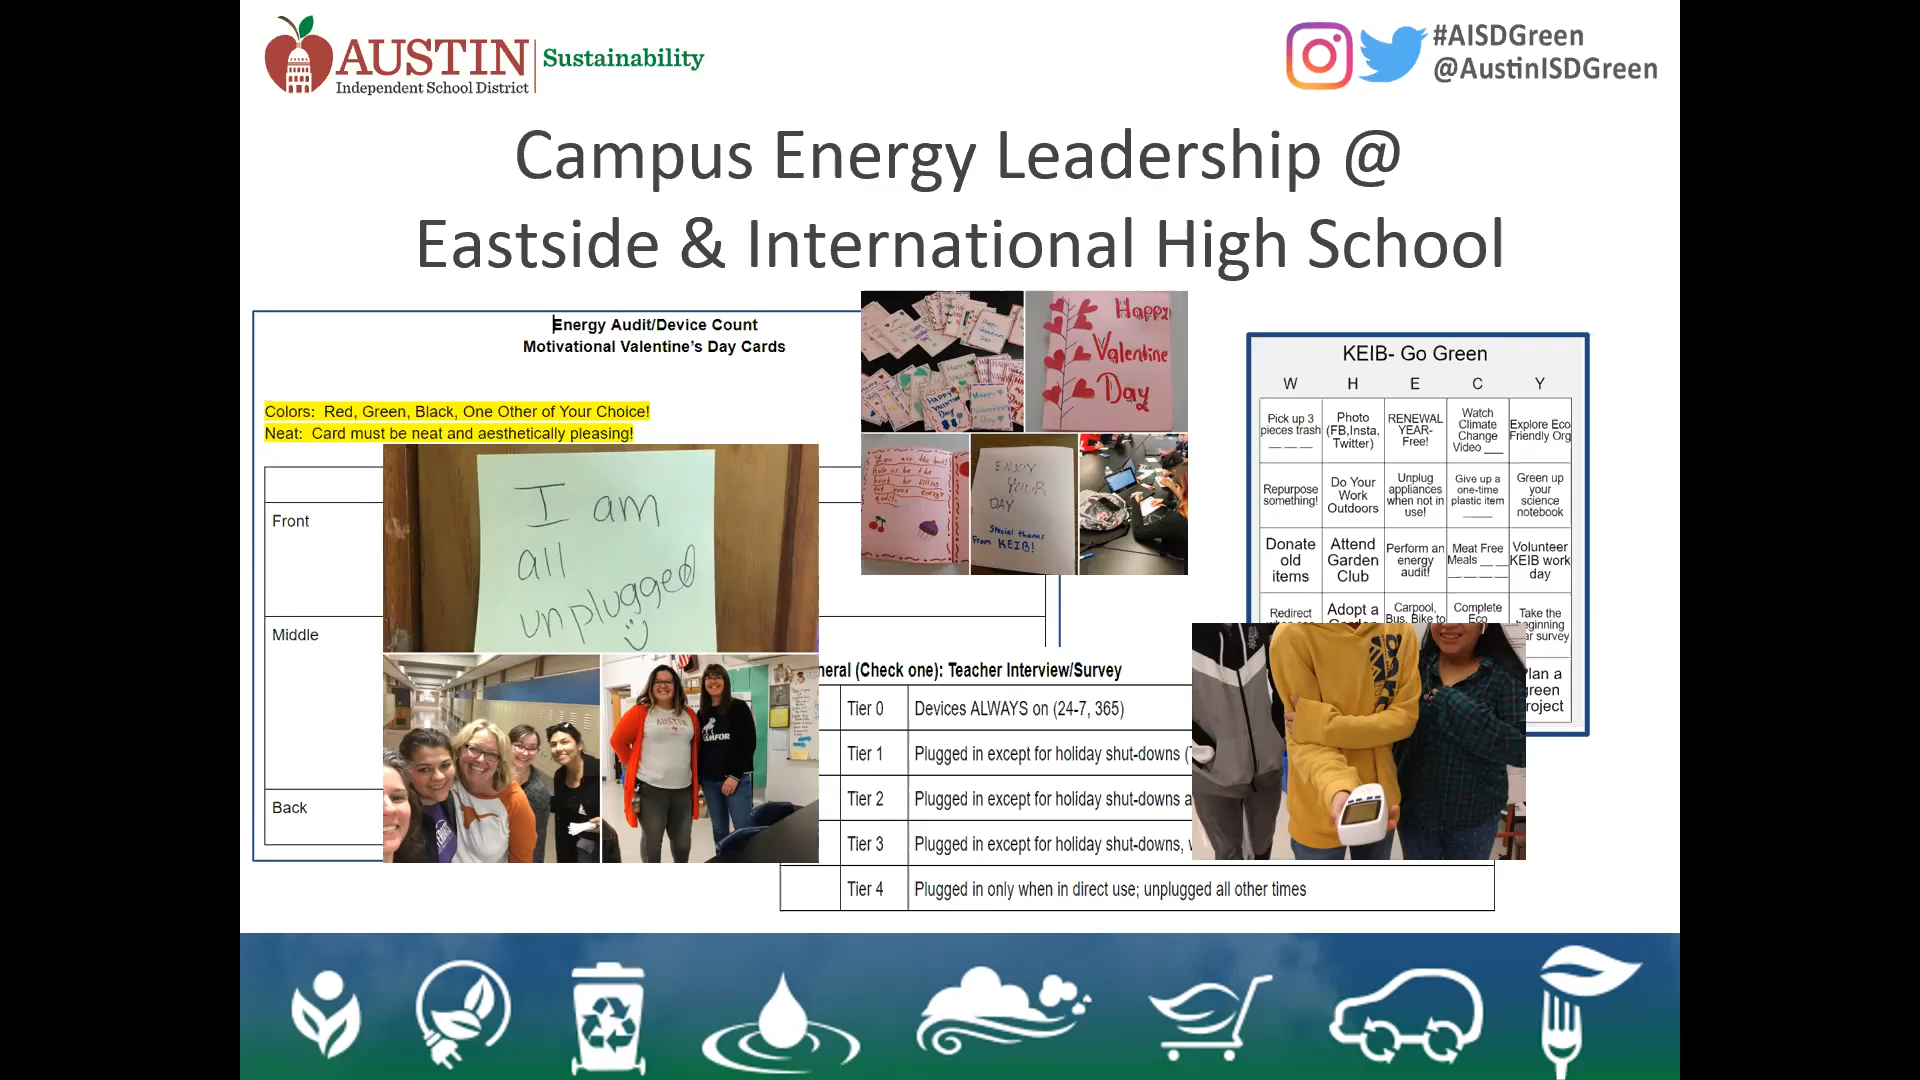 AUSTIN
Independent School District
Sustainability
#AISDGreen
@AustinISDGreen
Campus Energy Leadership @
Eastside & International High School
Energy Audit/Device Count
Motivational Valentine's Day Cards
Colors: Red, Green, Black, One Other of Your Choice!
Neat: Card must be neat and aesthetically pleasing!
Front
Middle
Back
I am
all
unplugged
Happy
Valentine
Day
ENJOY
YOUR
DAY
Special thanks
From KEIB!
AUSTIN
neral (Check one): Teacher Interview/Survey
Tier 0 Devices ALWAYS on (24-7, 365)
Tier 1 Plugged in except for holiday shut-downs
Tier 2 Plugged in except for holiday shut-downs a
Tier 3 Plugged in except for holiday shut-downs,
Tier 4 Plugged in only when in direct use; unplugged all other times
KEIB- Go Green
W H E C Y
Pick up 3
pieces trash
Photo
(FB,Insta,
Twitter)
RENEWAL
YEAR-
Free!
Watch
Climate
Change
Video
Explore Eco
Friendly Org
Repurpose
something!
Do Your
Work
Outdoors
Unplug
appliances
when not in
use!
Give up a
one-time
plastic item
Green up
your
science
notebook
Donate
old
items
Attend
Garden
Club
Perform an
energy
audit!
Meat Free
Meals
Volunteer
KEIB work
day
Redirect
Adopt a
Carpool,
Bus, Bike to
Complete
Eco
Take the
beginning
ar survey
Plan a
green
roject